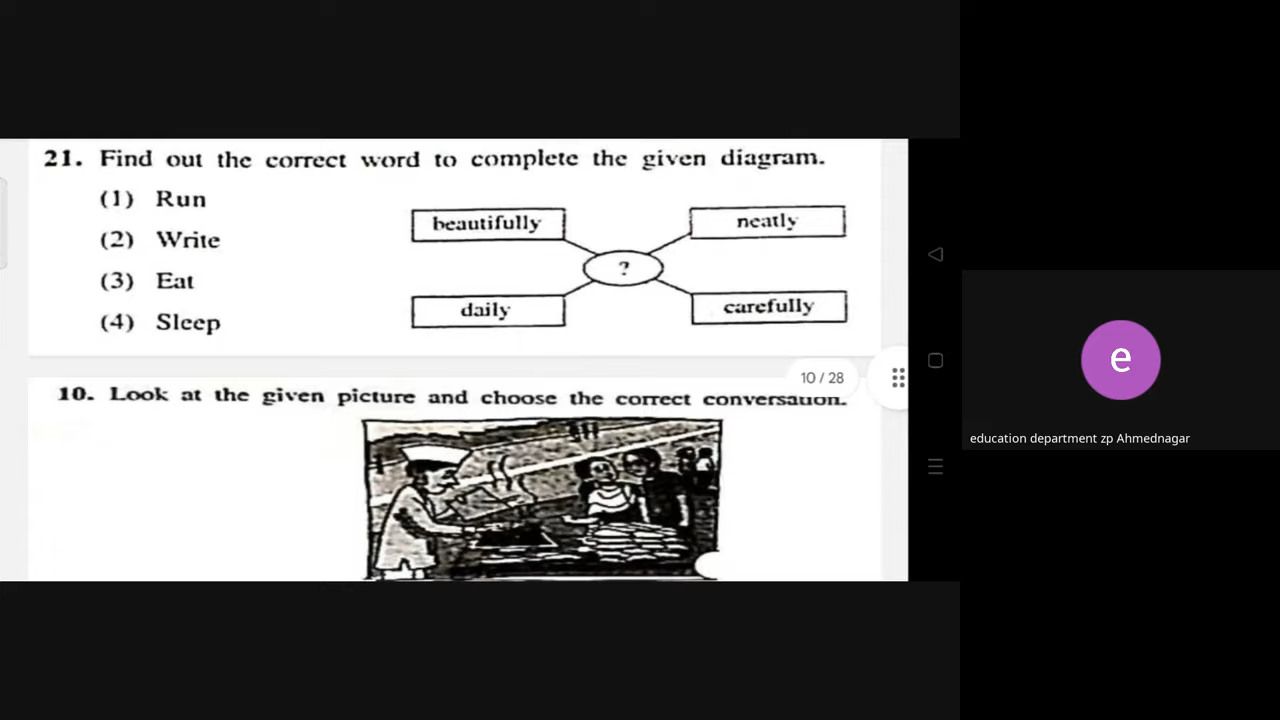 21. Find out the correct word to complete the given diagram.
(1) Run
(2) Write
(3) Eat
(4) Sleep
beautifully
neatly
?
daily
carefully
10 / 28
10. Look at the given picture and choose the correct conversation.
e
education department zp Ahmednagar